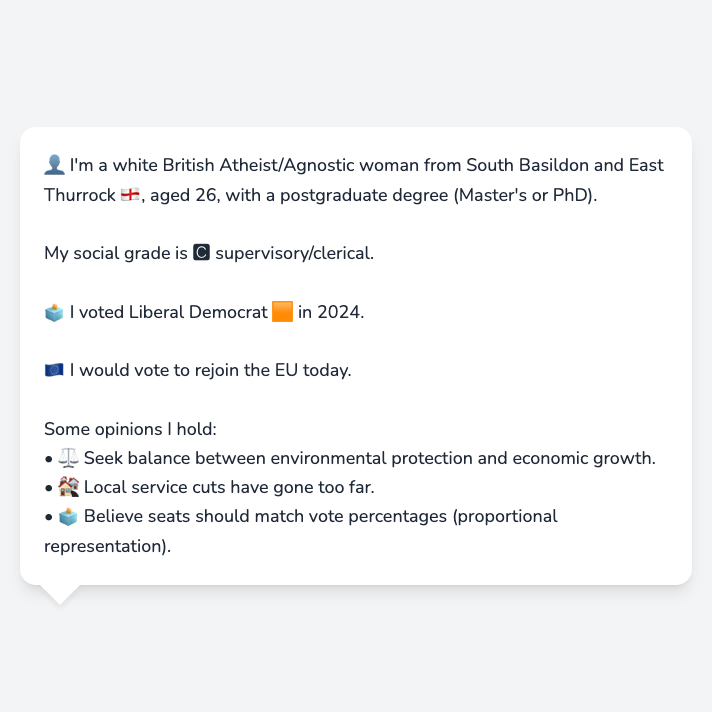 👤 I'm a white British Atheist/Agnostic woman from South Basildon and East
Thurrock 🏴󠁧󠁢󠁥󠁮󠁧󠁿, aged 26, with a postgraduate degree (Master's or PhD).
My social grade is 🅲 supervisory/clerical.
🗳️ I voted Liberal Democrat 🟧 in 2024.
🇪🇺 I would vote to rejoin the EU today.
Some opinions I hold:
• ⚖️ Seek balance between environmental protection and economic growth.
• 🏚️ Local service cuts have gone too far.
• 🗳️ Believe seats should match vote percentages (proportional
representation).